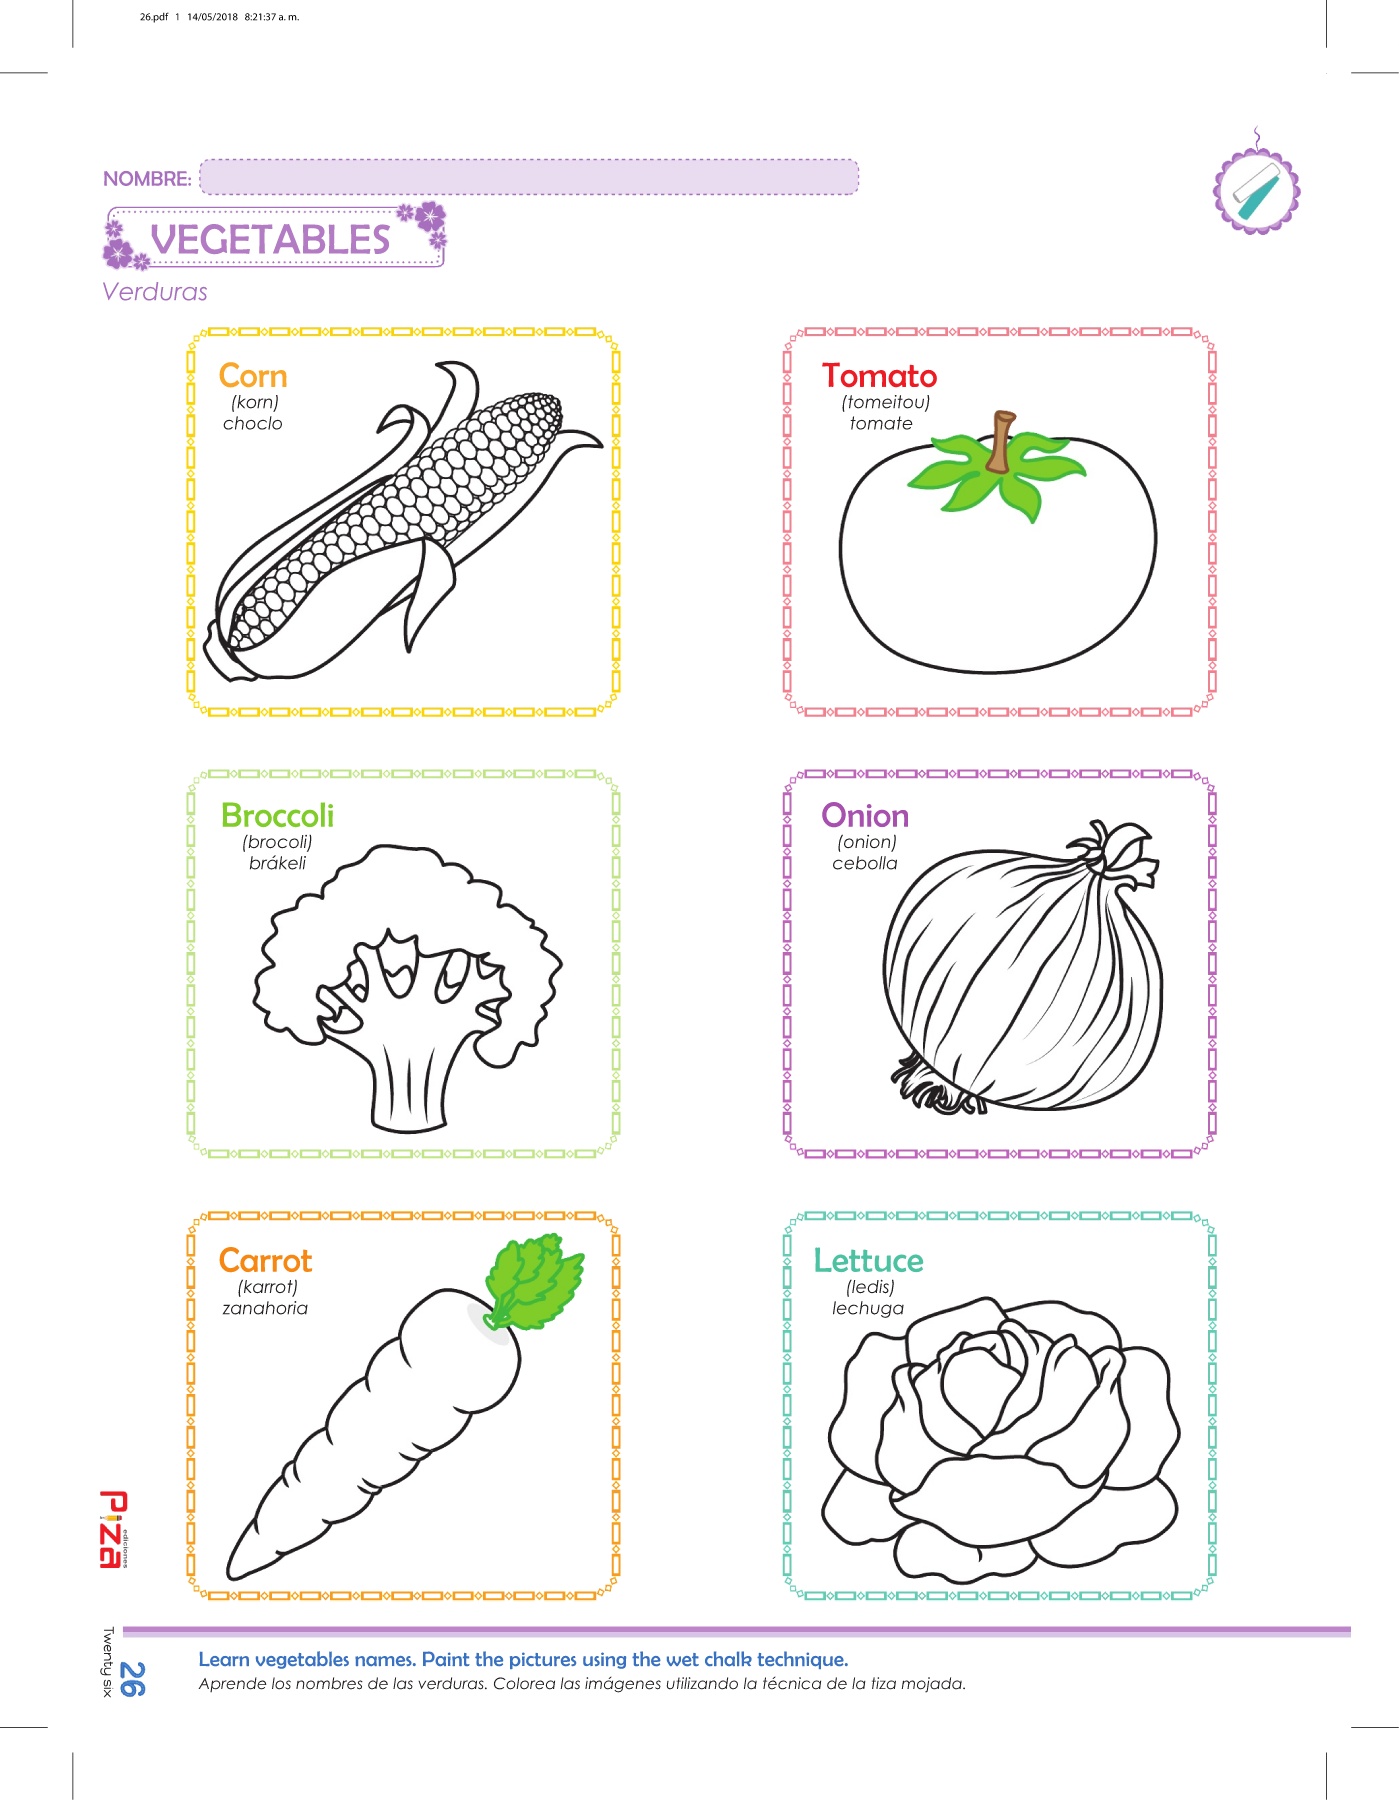 26.pdf 1 14/05/2018 8:21:37 a. m.
NOMBRE:
VEGETABLES
Verduras
Corn
(korn)
choclo
Tomato
(tomeitou)
tomate
Broccoli
(brocoli)
brákeli
Onion
(onion)
cebolla
Carrot
(karrot)
zanahoria
Lettuce
(ledis)
lechuga
Piza
ediciones
Twenty six
26
Learn vegetables names. Paint the pictures using the wet chalk technique.
Aprende los nombres de las verduras. Colorea las imágenes utilizando la técnica de la tiza mojada.